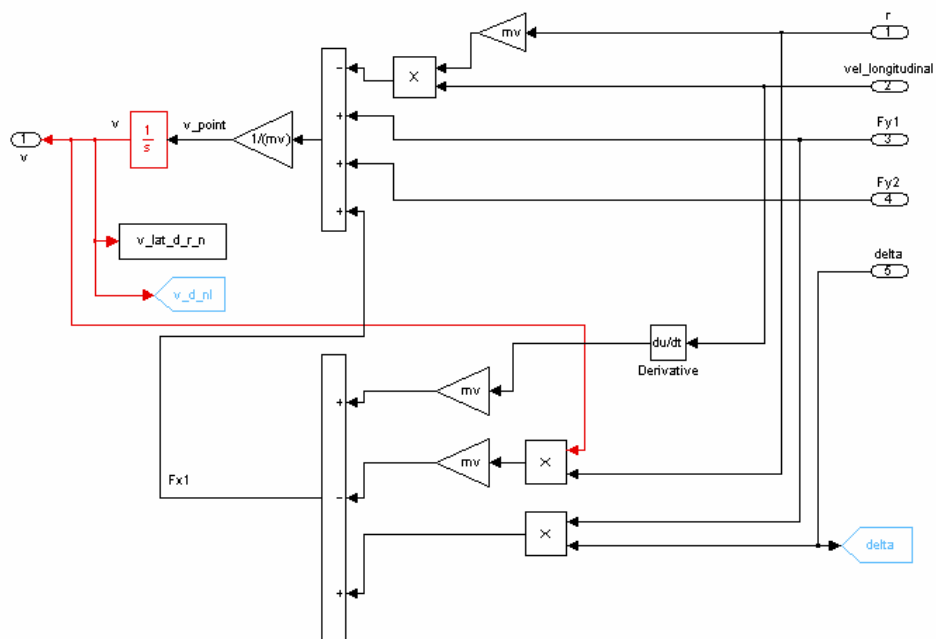 r
1
mv
vel_longitudinal
2
−
×
v
v_point
1/(mv)
1
s
1
v
+
Fy1
3
+
Fy2
4
+
v_lat_d_r_n
delta
5
v_d_nl
du/dt
Derivative
+
mv
mv
×
Fx1
−
×
delta
+